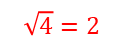 √4 = 2